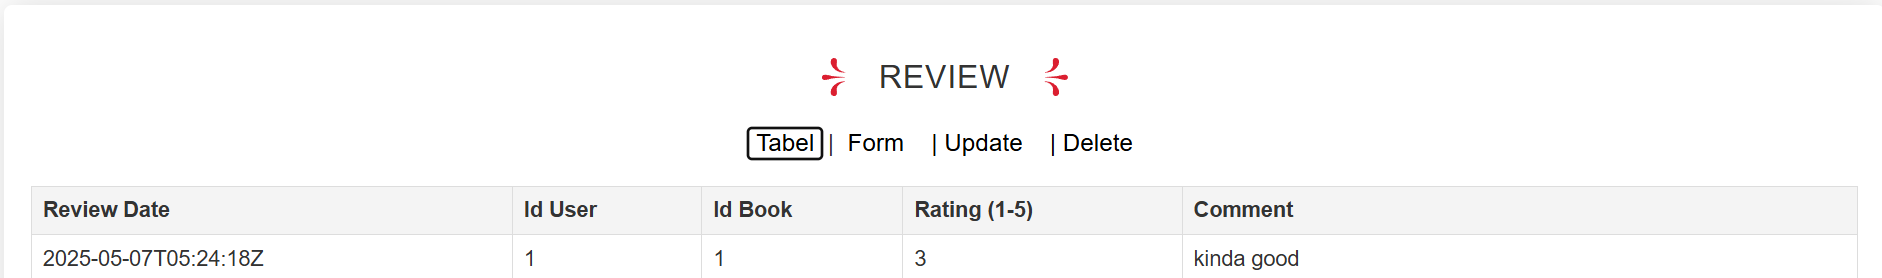 REVIEW
Tabel | Form | Update | Delete
Review Date Id User Id Book Rating (1-5) Comment
2025-05-07T05:24:18Z 1 1 3 kinda good